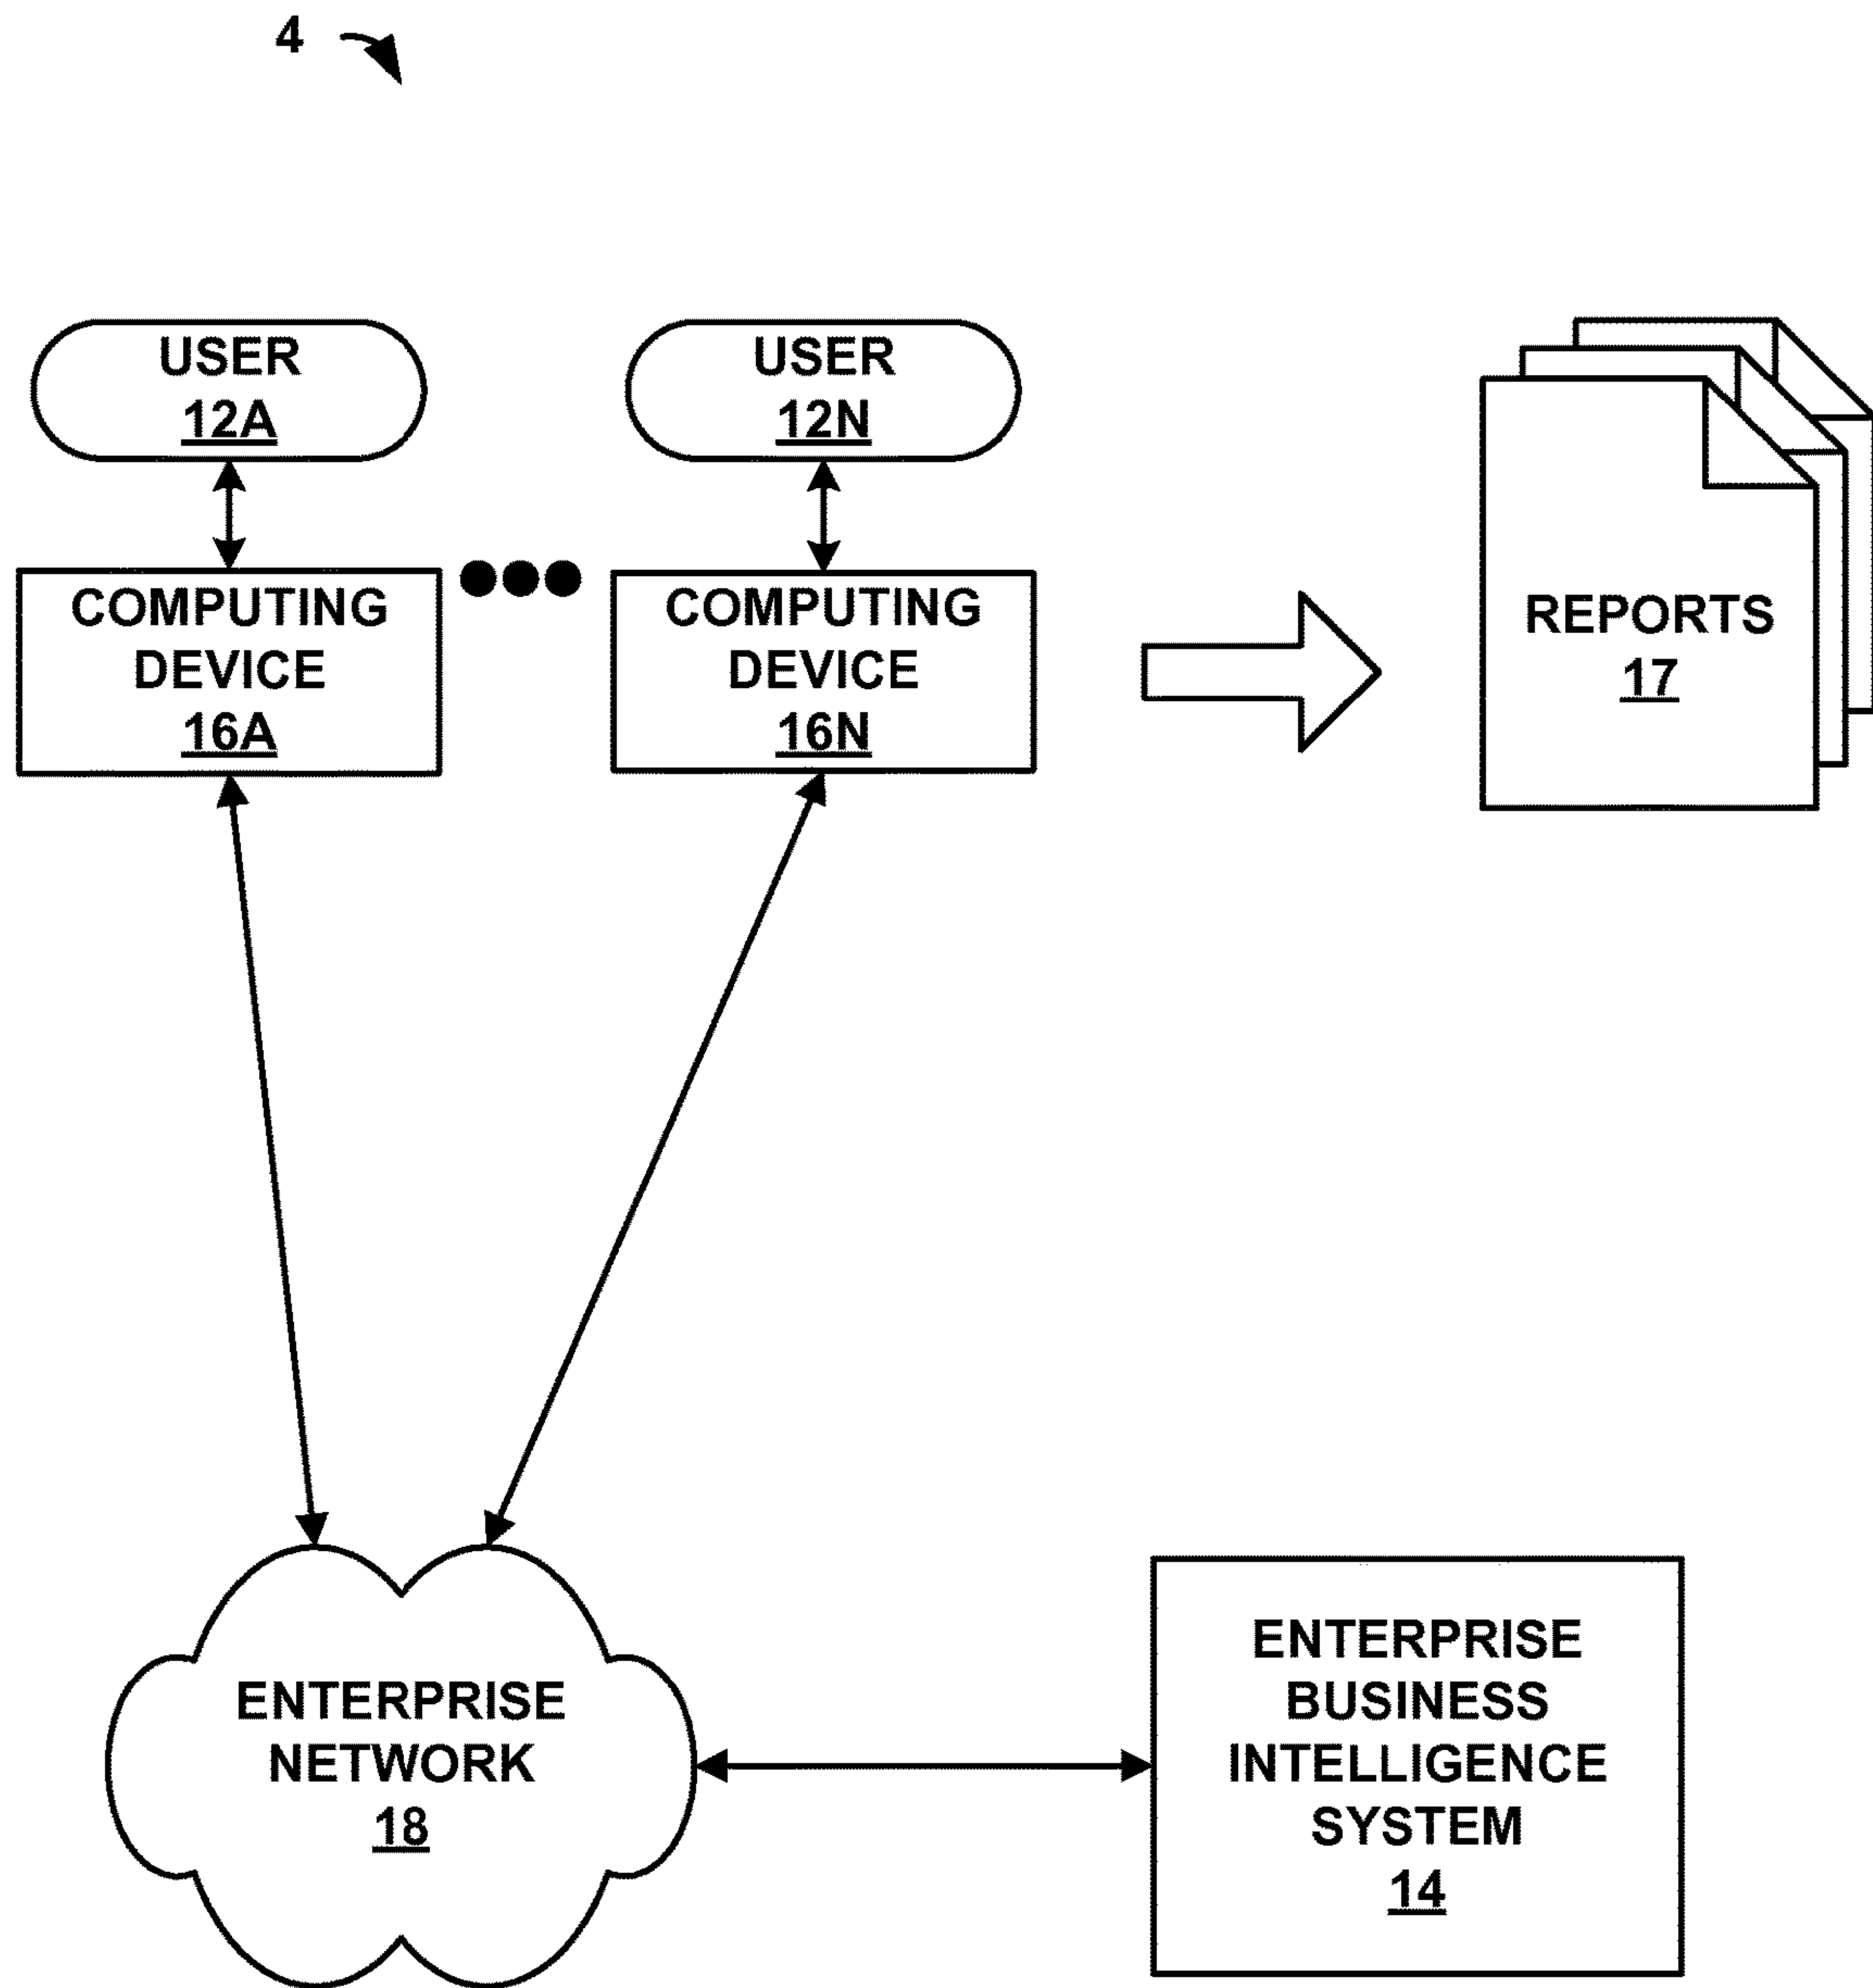 4
USER
12A
USER
12N
COMPUTING
DEVICE
16A
COMPUTING
DEVICE
16N
REPORTS
17
ENTERPRISE
NETWORK
18
ENTERPRISE
BUSINESS
INTELLIGENCE
SYSTEM
14